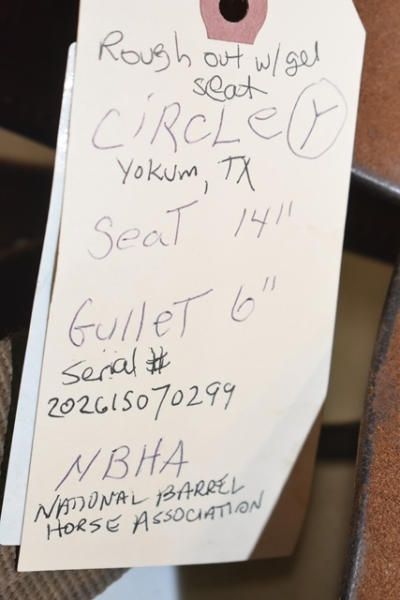 Rough out w/gel
seat
CiRCLe Y
Yokum, TX
SeaT 14"
GulleT 6"
Serial #
202615070299
NBHA
NATIONAL BARREL
HORSE ASSOCIATION